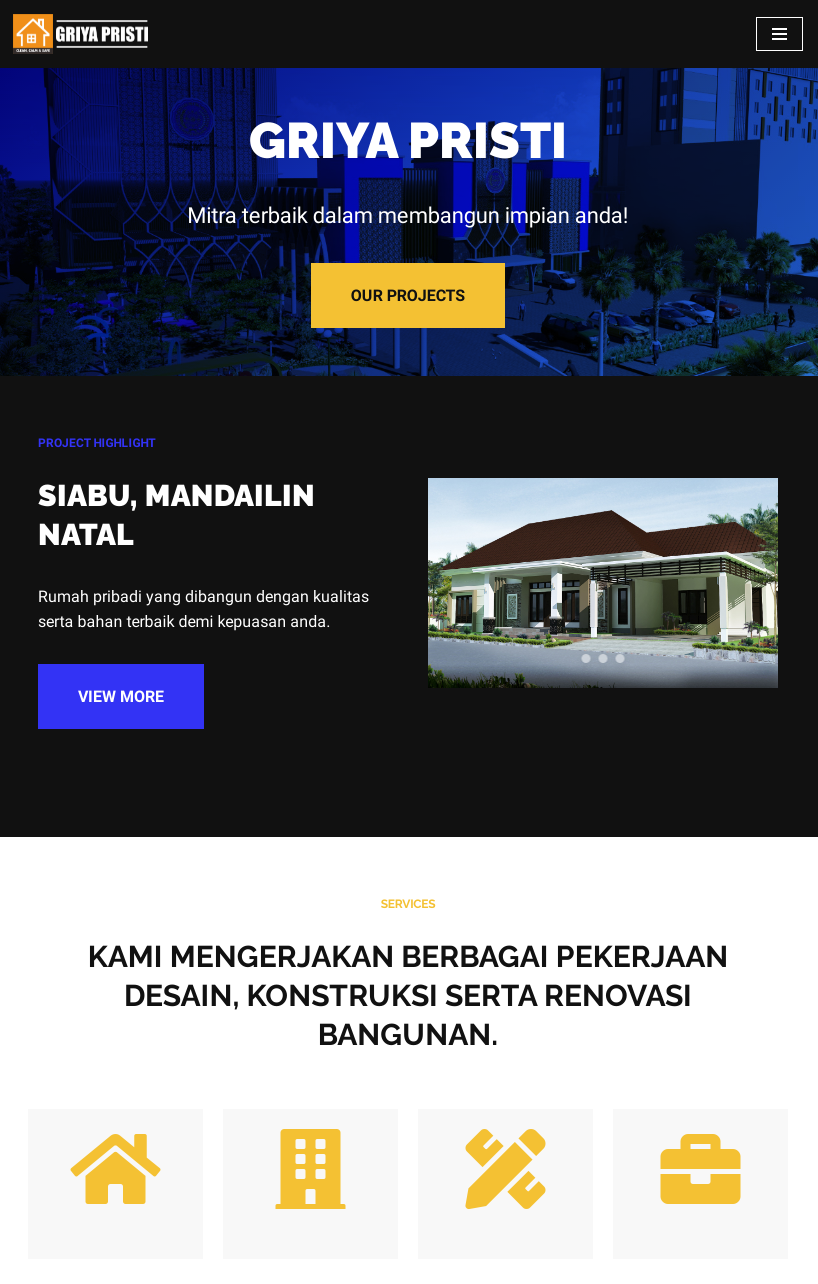 GRIYA PRISTI
GRIYA PRISTI
Mitra terbaik dalam membangun impian anda!
OUR PROJECTS
PROJECT HIGHLIGHT
SIABU, MANDAILIN
NATAL
Rumah pribadi yang dibangun dengan kualitas
serta bahan terbaik demi kepuasan anda.
VIEW MORE
SERVICES
KAMI MENGERJAKAN BERBAGAI PEKERJAAN
DESAIN, KONSTRUKSI SERTA RENOVASI
BANGUNAN.